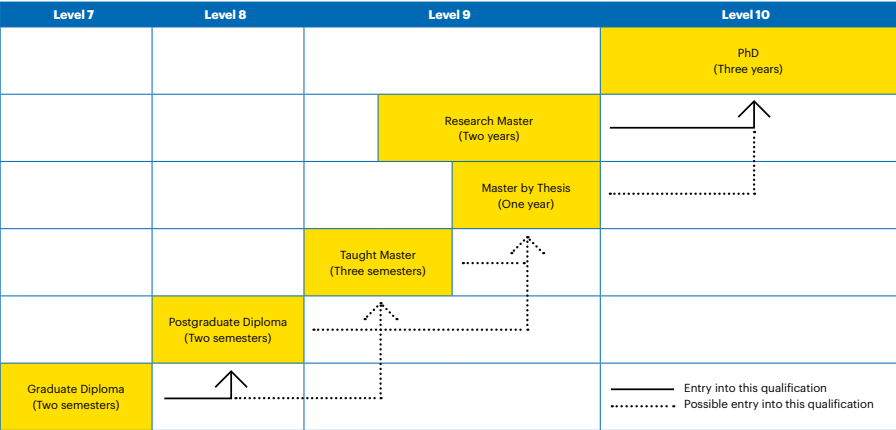 Level 7
Level 8
Level 9
Level 10
PhD
(Three years)
Research Master
(Two years)
Master by Thesis
(One year)
Taught Master
(Three semesters)
Postgraduate Diploma
(Two semesters)
Graduate Diploma
(Two semesters)
Entry into this qualification
Possible entry into this qualification